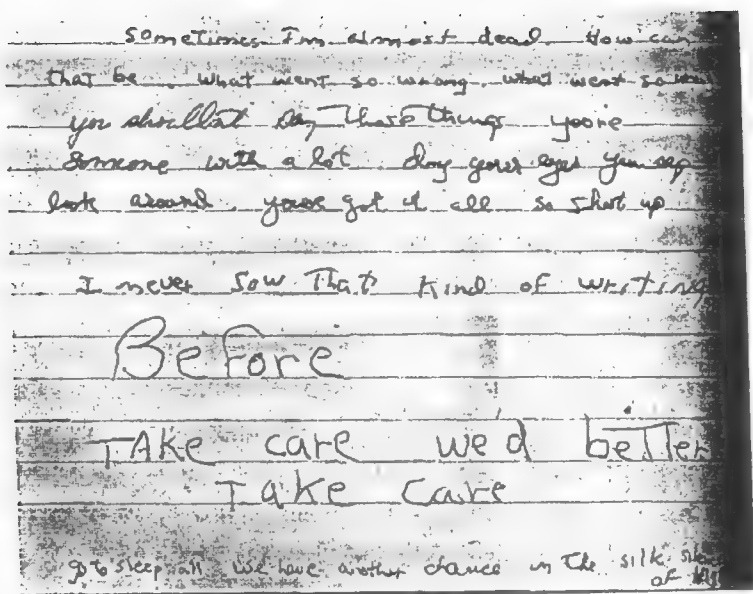 Sometimes I'm almost dead. How can
that be. what went so wrong. what went so
you shouldnt say those things you're
someone with a lot. dry your eyes you
look around. you've got it all so shut up
I never saw That kind of writing
Before
TAKe care we'd better
Take care
go to sleep all we have another chance in The silk
of